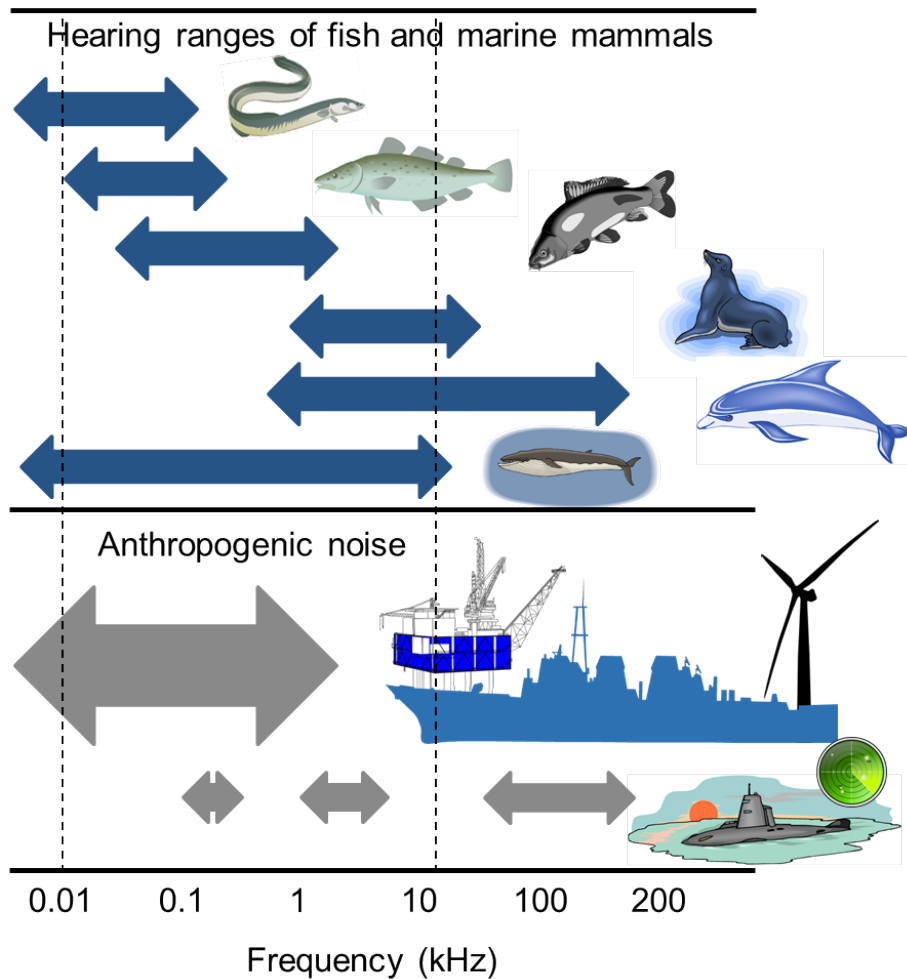 Hearing ranges of fish and marine mammals
Anthropogenic noise
0.01 0.1 1 10 100 200
Frequency (kHz)